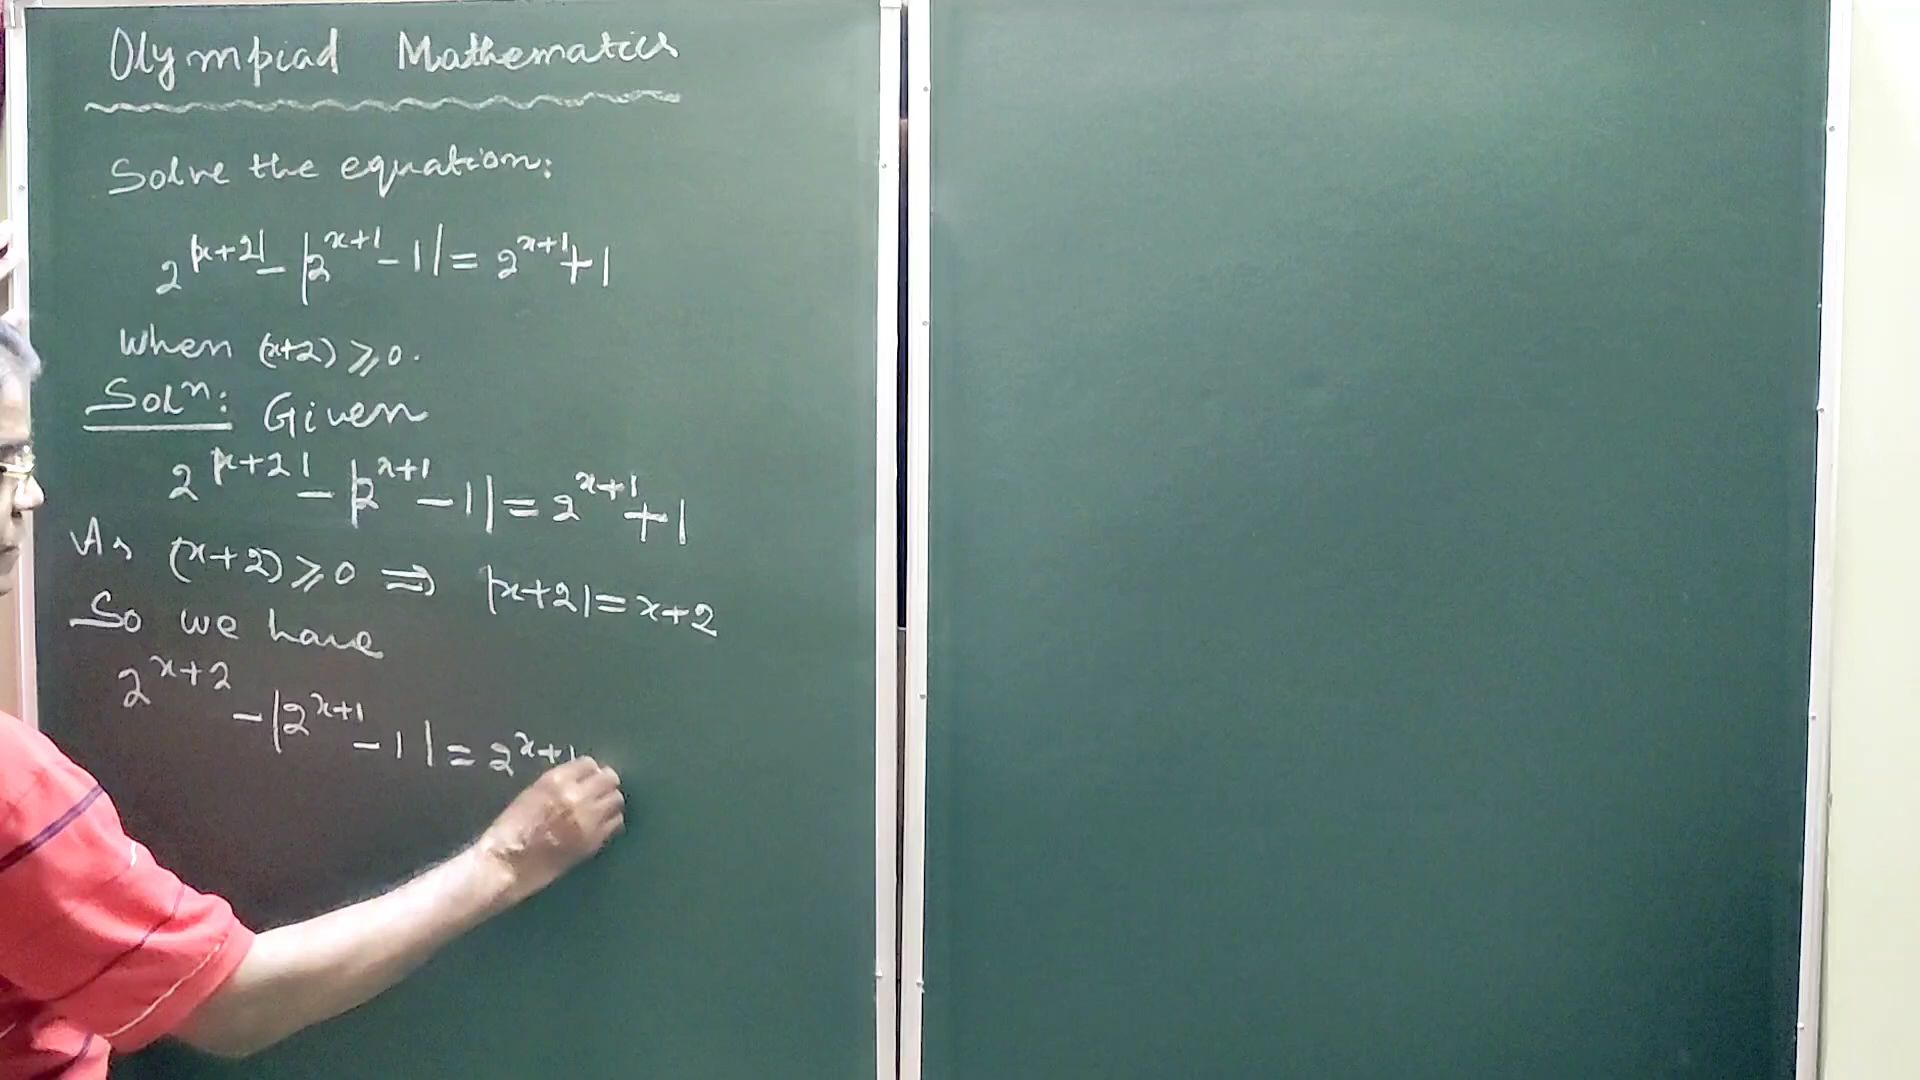 Olympiad Mathematics
Solve the equation:
2^|x+2| - |2^x+1 - 1| = 2^x+1 + 1
When (x+2) ⩾ 0.
Solⁿ: Given
2^|x+2| - |2^x+1 - 1| = 2^x+1 + 1
As (x+2) ⩾ 0 ⇒ |x+2| = x+2
So we have
2^x+2 - |2^x+1 - 1| = 2^x+1